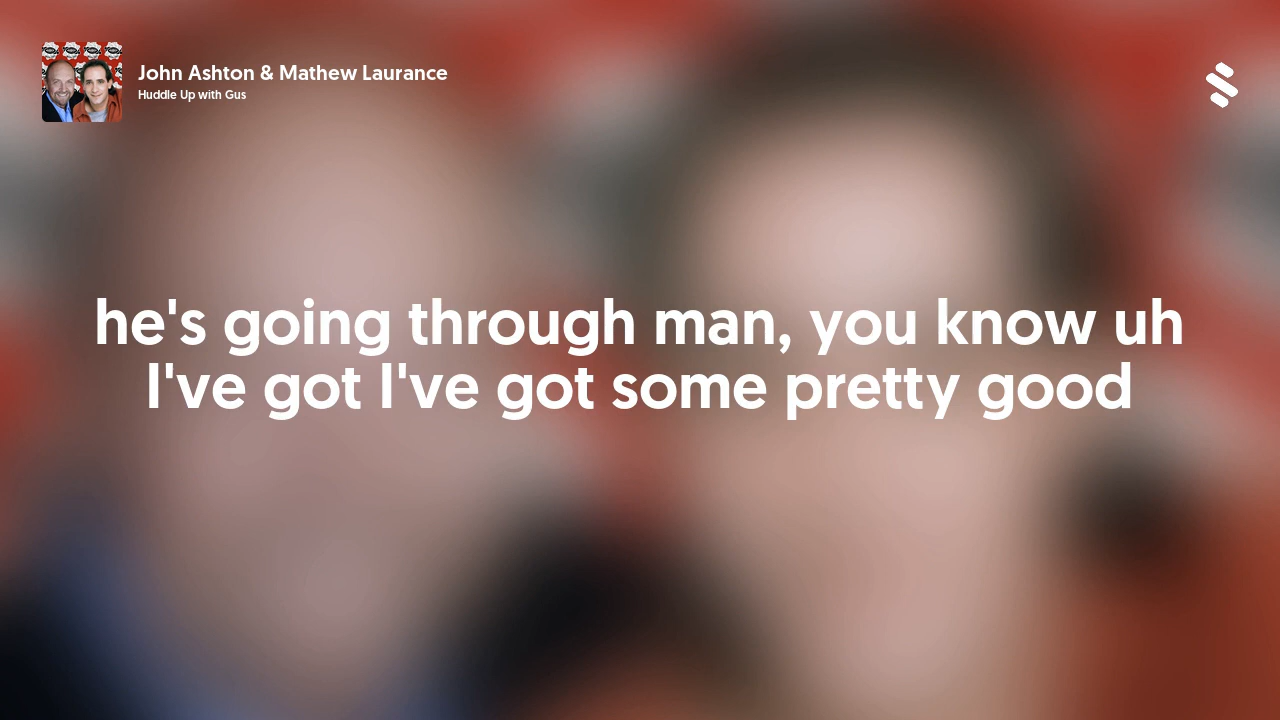 John Ashton & Mathew Laurance
Huddle Up with Gus
he's going through man, you know uh
I've got I've got some pretty good